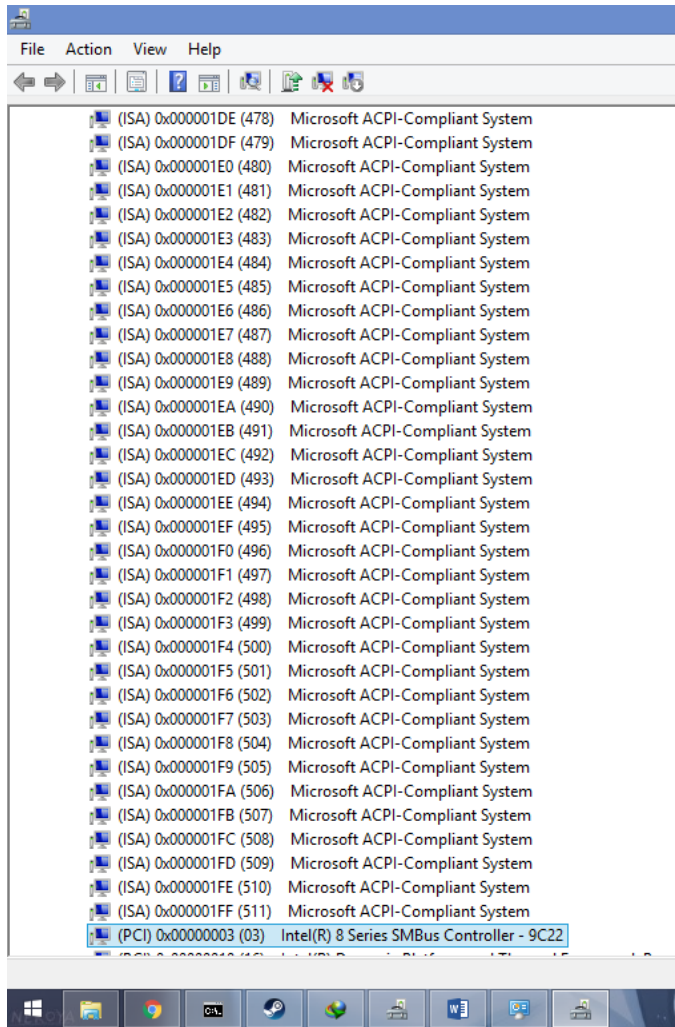 File Action View Help
(ISA) 0x000001DE (478) Microsoft ACPI-Compliant System
(ISA) 0x000001DF (479) Microsoft ACPI-Compliant System
(ISA) 0x000001E0 (480) Microsoft ACPI-Compliant System
(ISA) 0x000001E1 (481) Microsoft ACPI-Compliant System
(ISA) 0x000001E2 (482) Microsoft ACPI-Compliant System
(ISA) 0x000001E3 (483) Microsoft ACPI-Compliant System
(ISA) 0x000001E4 (484) Microsoft ACPI-Compliant System
(ISA) 0x000001E5 (485) Microsoft ACPI-Compliant System
(ISA) 0x000001E6 (486) Microsoft ACPI-Compliant System
(ISA) 0x000001E7 (487) Microsoft ACPI-Compliant System
(ISA) 0x000001E8 (488) Microsoft ACPI-Compliant System
(ISA) 0x000001E9 (489) Microsoft ACPI-Compliant System
(ISA) 0x000001EA (490) Microsoft ACPI-Compliant System
(ISA) 0x000001EB (491) Microsoft ACPI-Compliant System
(ISA) 0x000001EC (492) Microsoft ACPI-Compliant System
(ISA) 0x000001ED (493) Microsoft ACPI-Compliant System
(ISA) 0x000001EE (494) Microsoft ACPI-Compliant System
(ISA) 0x000001EF (495) Microsoft ACPI-Compliant System
(ISA) 0x000001F0 (496) Microsoft ACPI-Compliant System
(ISA) 0x000001F1 (497) Microsoft ACPI-Compliant System
(ISA) 0x000001F2 (498) Microsoft ACPI-Compliant System
(ISA) 0x000001F3 (499) Microsoft ACPI-Compliant System
(ISA) 0x000001F4 (500) Microsoft ACPI-Compliant System
(ISA) 0x000001F5 (501) Microsoft ACPI-Compliant System
(ISA) 0x000001F6 (502) Microsoft ACPI-Compliant System
(ISA) 0x000001F7 (503) Microsoft ACPI-Compliant System
(ISA) 0x000001F8 (504) Microsoft ACPI-Compliant System
(ISA) 0x000001F9 (505) Microsoft ACPI-Compliant System
(ISA) 0x000001FA (506) Microsoft ACPI-Compliant System
(ISA) 0x000001FB (507) Microsoft ACPI-Compliant System
(ISA) 0x000001FC (508) Microsoft ACPI-Compliant System
(ISA) 0x000001FD (509) Microsoft ACPI-Compliant System
(ISA) 0x000001FE (510) Microsoft ACPI-Compliant System
(ISA) 0x000001FF (511) Microsoft ACPI-Compliant System
(PCI) 0x00000003 (03) Intel(R) 8 Series SMBus Controller - 9C22